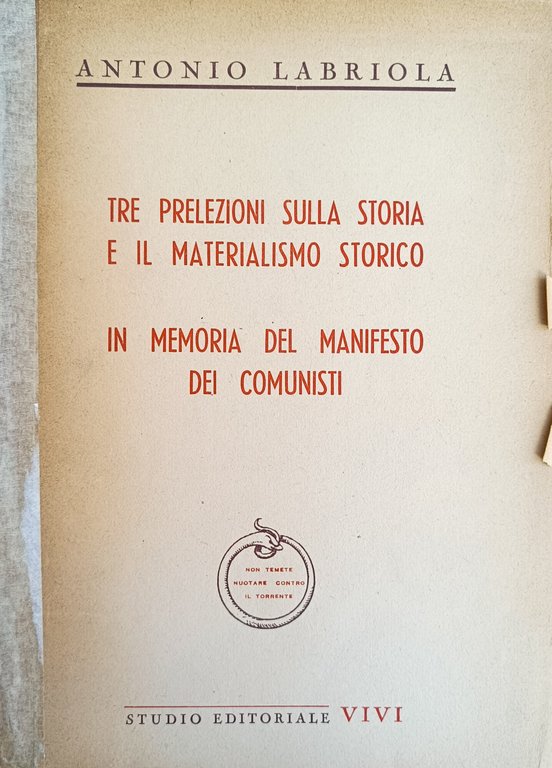 ANTONIO LABRIOLA
TRE PRELEZIONI SULLA STORIA
E IL MATERIALISMO STORICO
IN MEMORIA DEL MANIFESTO
DEI COMUNISTI
NON TEMETE
NUOTARE CONTRO
IL TORRENTE
STUDIO EDITORIALE VIVI